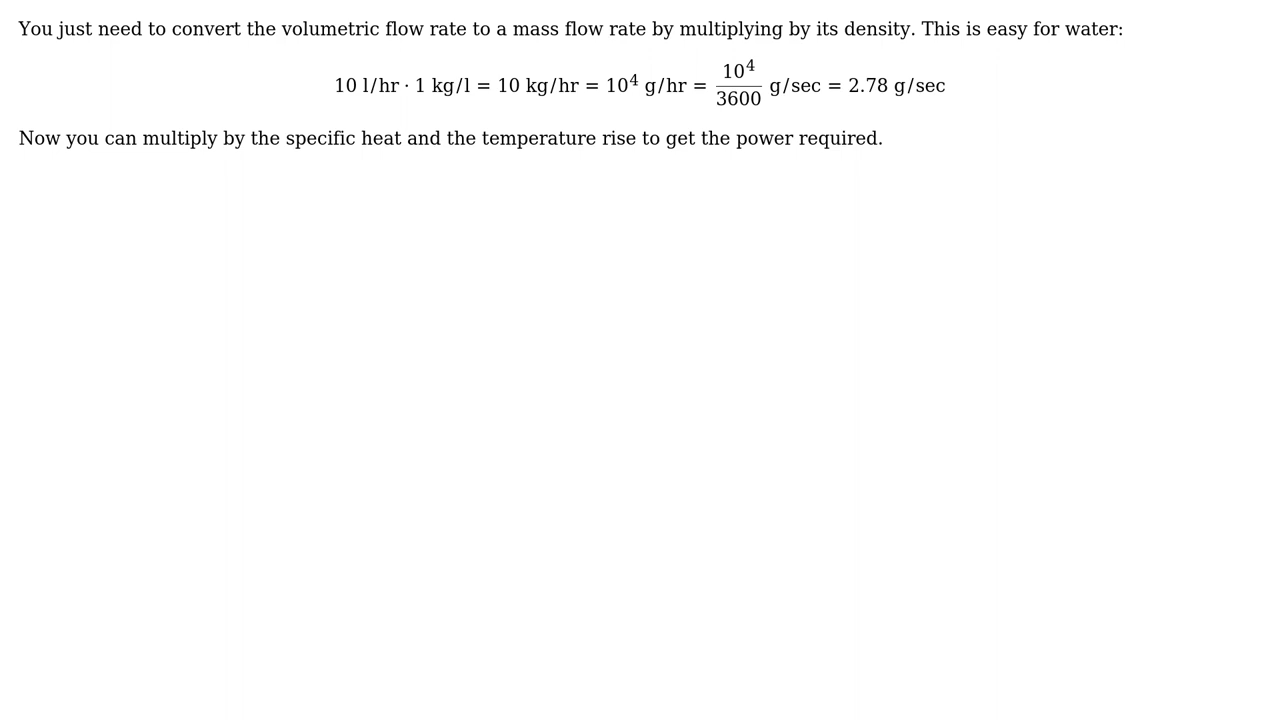 You just need to convert the volumetric flow rate to a mass flow rate by multiplying by its density. This is easy for water:
10 l/hr · 1 kg/l = 10 kg/hr = 10⁴ g/hr = 10⁴/3600 g/sec = 2.78 g/sec
Now you can multiply by the specific heat and the temperature rise to get the power required.